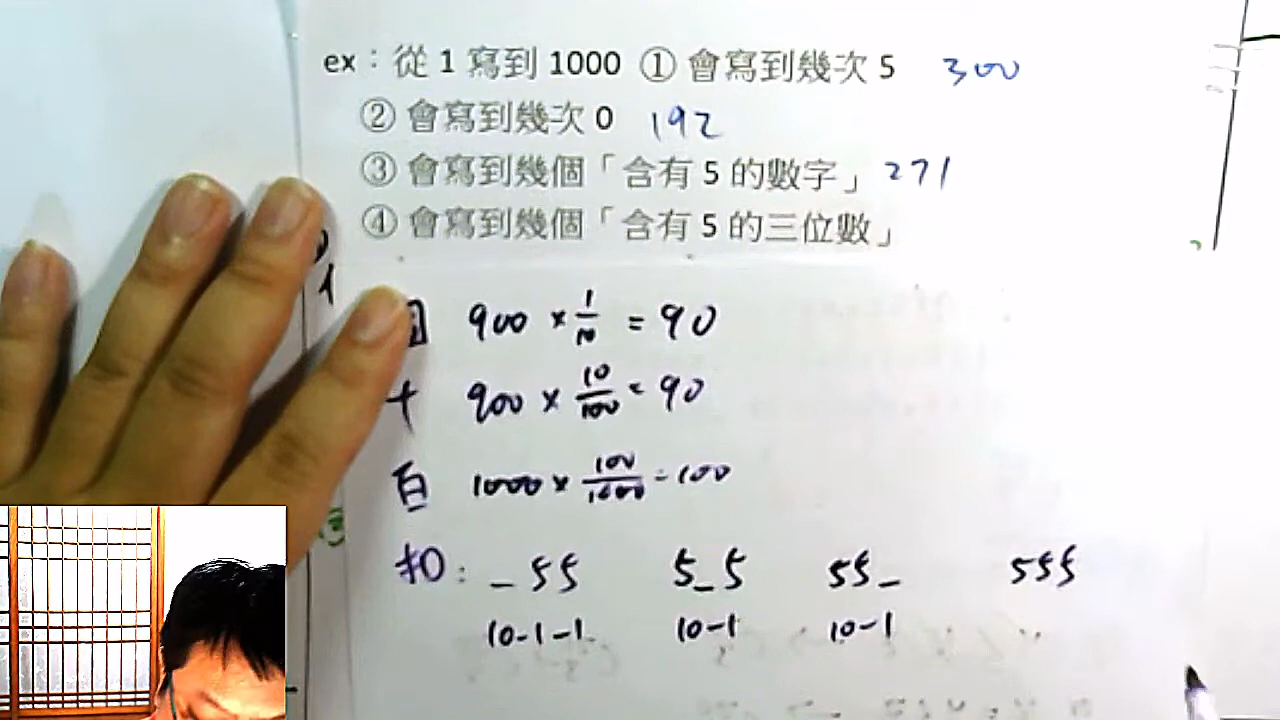 ex：從 1 寫到 1000 ① 會寫到幾次 5 300
② 會寫到幾次 0 192
③ 會寫到幾個「含有 5 的數字」 271
④ 會寫到幾個「含有 5 的三位數」
900 × 1/10 = 90
十 900 × 10/100 = 90
百 1000 × 100/1000 = 100
扣: _55 5_5 55_ 555
10-1-1 10-1 10-1